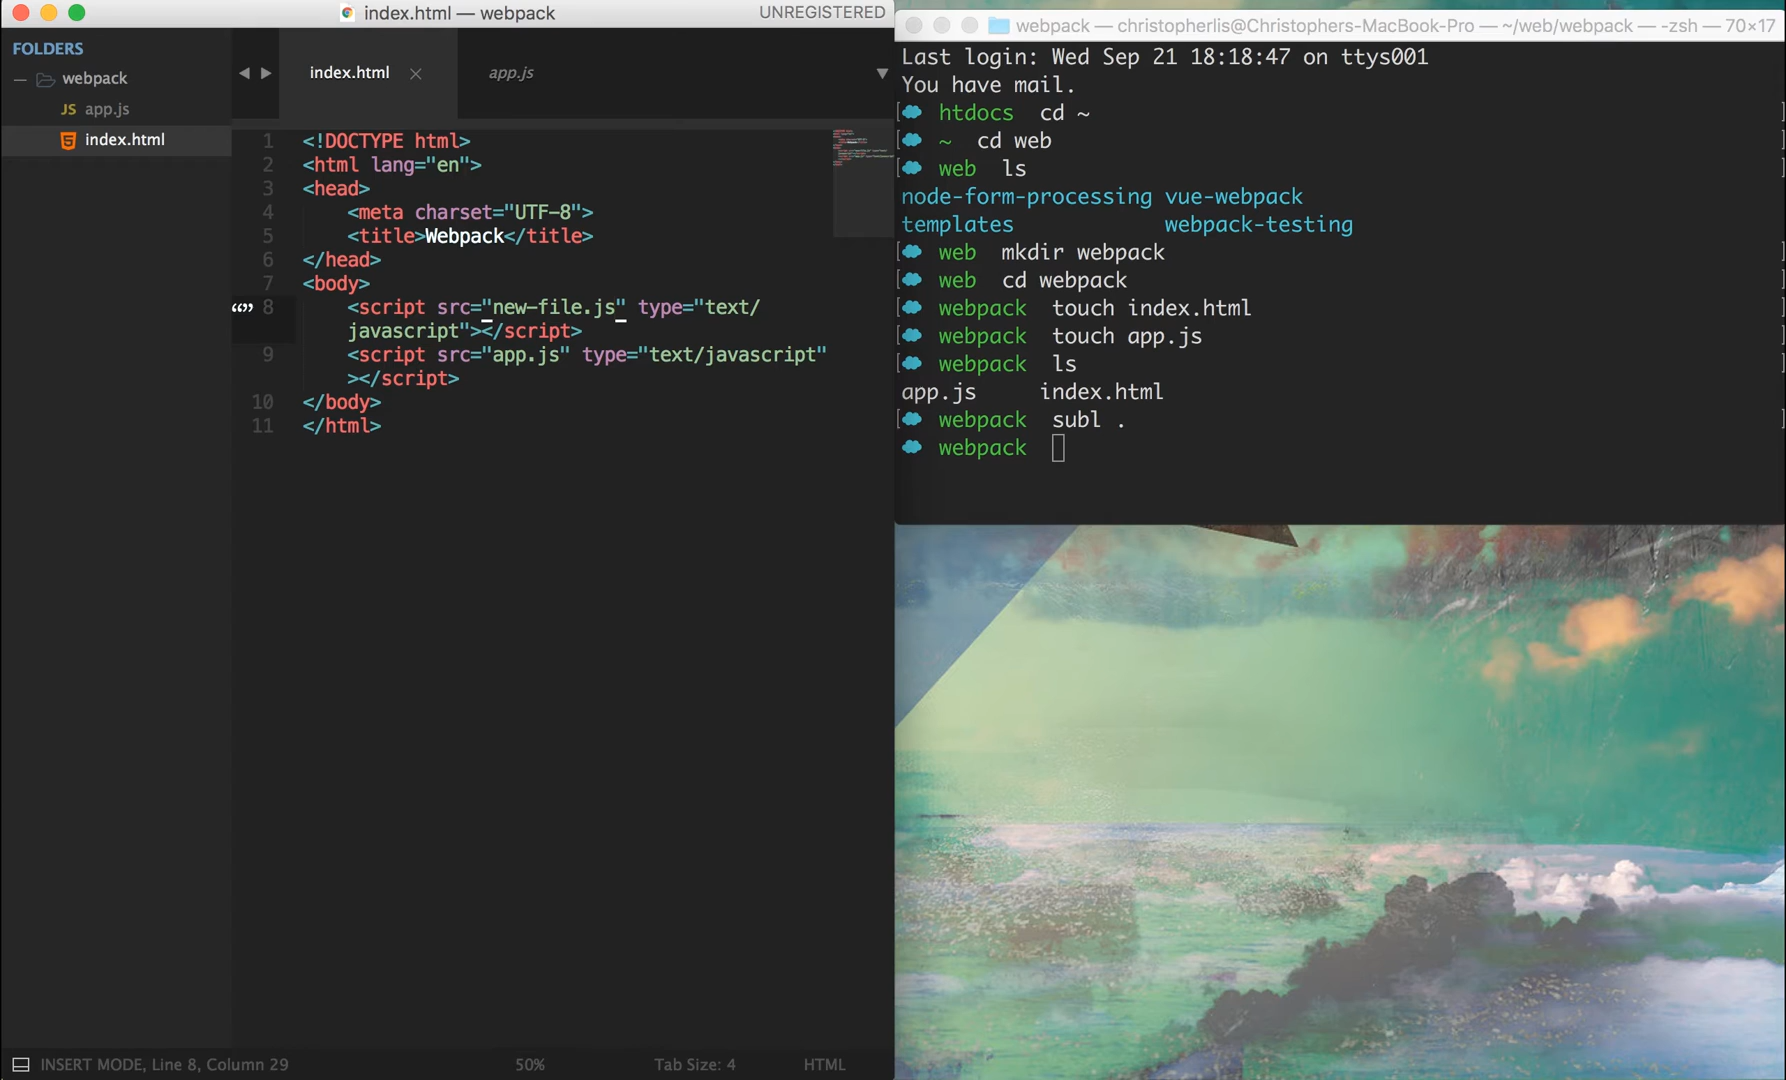 index.html — webpack
UNREGISTERED
FOLDERS
webpack
JS app.js
index.html
index.html
app.js
1 <!DOCTYPE html>
2 <html lang="en">
3 <head>
4 <meta charset="UTF-8">
5 <title>Webpack</title>
6 </head>
7 <body>
8 <script src="new-file.js" type="text/
javascript"></script>
9 <script src="app.js" type="text/javascript"
></script>
10 </body>
11 </html>
INSERT MODE, Line 8, Column 29
50%
Tab Size: 4
HTML
webpack — christopherlis@Christophers-MacBook-Pro — ~/web/webpack — -zsh — 70×17
Last login: Wed Sep 21 18:18:47 on ttys001
You have mail.
htdocs cd ~
~ cd web
web ls
node-form-processing vue-webpack
templates webpack-testing
web mkdir webpack
web cd webpack
webpack touch index.html
webpack touch app.js
webpack ls
app.js index.html
webpack subl .
webpack